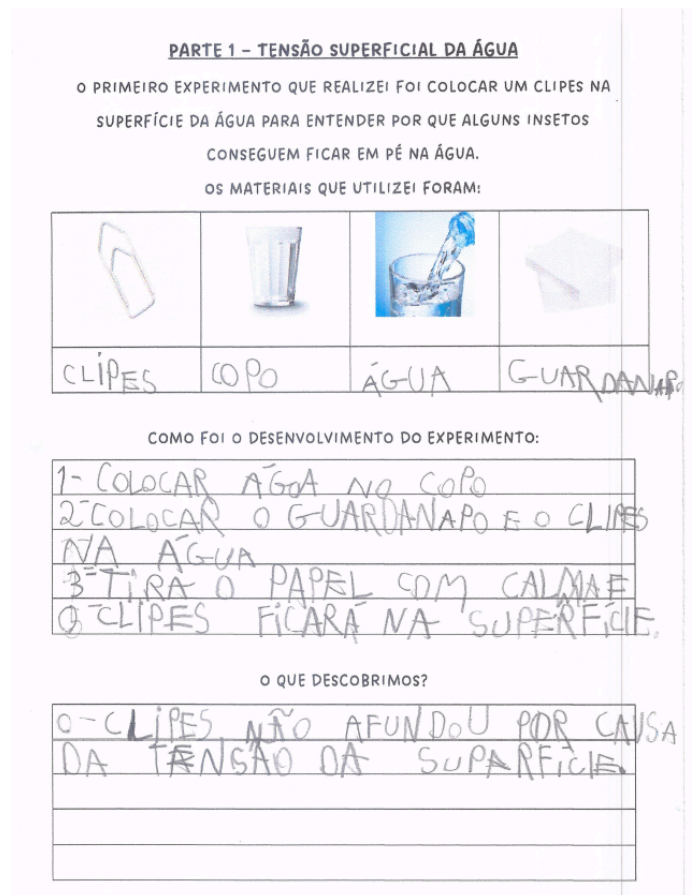 PARTE 1 – TENSÃO SUPERFICIAL DA ÁGUA
O PRIMEIRO EXPERIMENTO QUE REALIZEI FOI COLOCAR UM CLIPES NA
SUPERFÍCIE DA ÁGUA PARA ENTENDER POR QUE ALGUNS INSETOS
CONSEGUEM FICAR EM PÉ NA ÁGUA.
OS MATERIAIS QUE UTILIZEI FORAM:
CLIPES COPO ÁGUA GUARDANAPO
COMO FOI O DESENVOLVIMENTO DO EXPERIMENTO:
1- COLOCAR ÁGOA NO COPO
2- COLOCAR O GUARDANAPO E O CLIPES
NA ÁGUA
3- TIRA O PAPEL COM CALMA E
O - CLIPES FICARÁ NA SUPERFÍCIE.
O QUE DESCOBRIMOS?
O - CLIPES NÃO AFUNDOU POR CAUSA
DA TENSÃO DA SUPARFÍCIE.